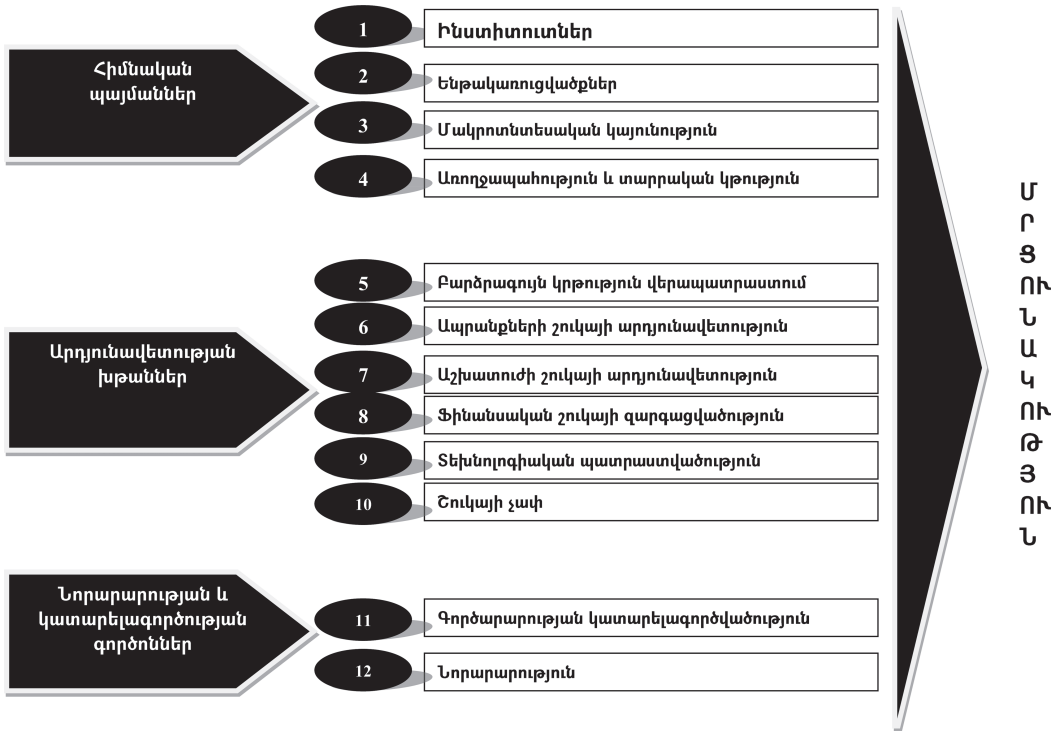 Հիմնական
պայմաններ
1
Ինստիտուտներ
2
Ենթակառուցվածքներ
3
Մակրոտնտեսական կայունություն
4
Առողջապահություն և տարրական կթություն
Արդյունավետության
խթաններ
5
Բարձրագույն կրթություն վերապատրաստում
6
Ապրանքների շուկայի արդյունավետություն
7
Աշխատուժի շուկայի արդյունավետություն
8
Ֆինանսական շուկայի զարգացվածություն
9
Տեխնոլոգիական պատրաստվածություն
10
Շուկայի չափ
Նորարարության և
կատարելագործության
գործոններ
11
Գործարարության կատարելագործվածություն
12
Նորարարություն
Մ
Ր
Ց
ՈՒ
Ն
Ա
Կ
ՈՒ
Թ
Յ
ՈՒ
Ն